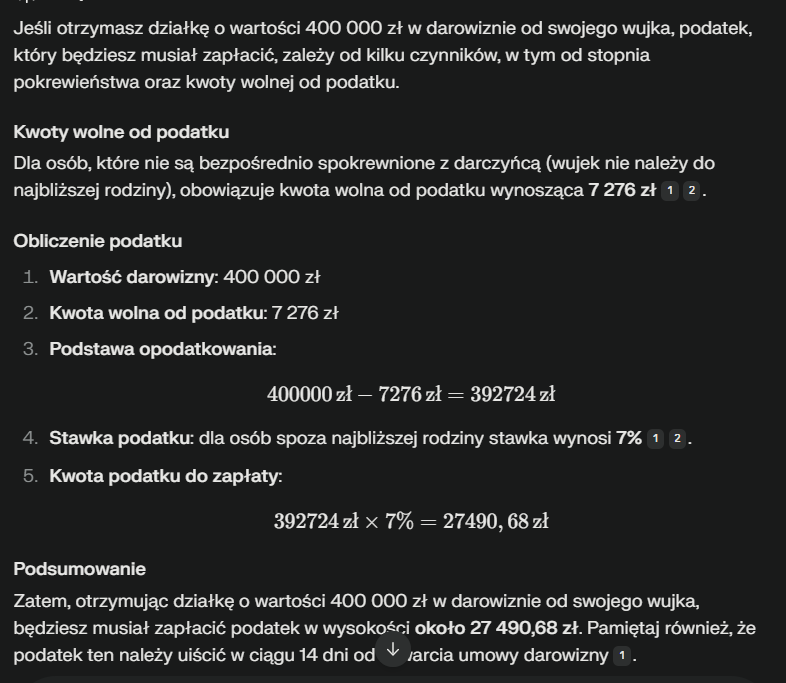 Jeśli otrzymasz działkę o wartości 400 000 zł w darowiznie od swojego wujka, podatek,
który będziesz musiał zapłacić, zależy od kilku czynników, w tym od stopnia
pokrewieństwa oraz kwoty wolnej od podatku.
Kwoty wolne od podatku
Dla osób, które nie są bezpośrednio spokrewnione z darczyńcą (wujek nie należy do
najbliższej rodziny), obowiązuje kwota wolna od podatku wynosząca 7 276 zł 1 2 .
Obliczenie podatku
1. Wartość darowizny: 400 000 zł
2. Kwota wolna od podatku: 7 276 zł
3. Podstawa opodatkowania:
400000 zł − 7276 zł = 392724 zł
4. Stawka podatku: dla osób spoza najbliższej rodziny stawka wynosi 7% 1 2 .
5. Kwota podatku do zapłaty:
392724 zł × 7% = 27490, 68 zł
Podsumowanie
Zatem, otrzymując działkę o wartości 400 000 zł w darowiznie od swojego wujka,
będziesz musiał zapłacić podatek w wysokości około 27 490,68 zł. Pamiętaj również, że
podatek ten należy uiścić w ciągu 14 dni od warcia umowy darowizny 1 .